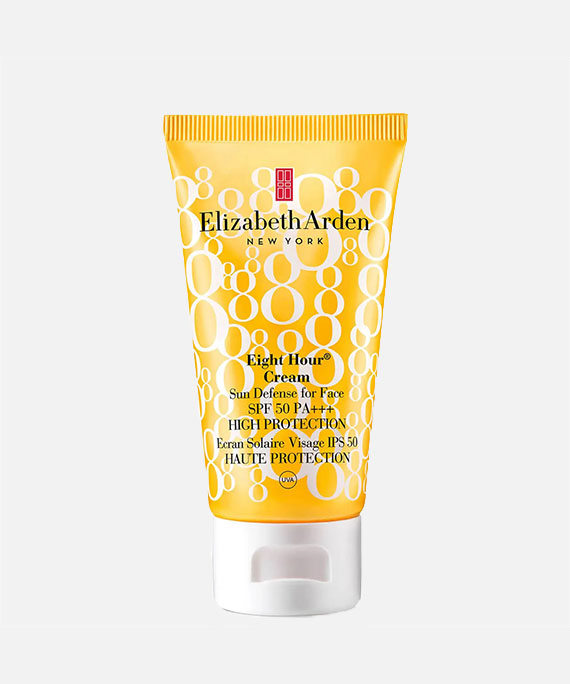 Elizabeth Arden
NEW YORK
Eight Hour®
Cream
Sun Defense for Face
SPF 50 PA+++
HIGH PROTECTION
Ecran Solaire Visage IPS 50
HAUTE PROTECTION
UVA